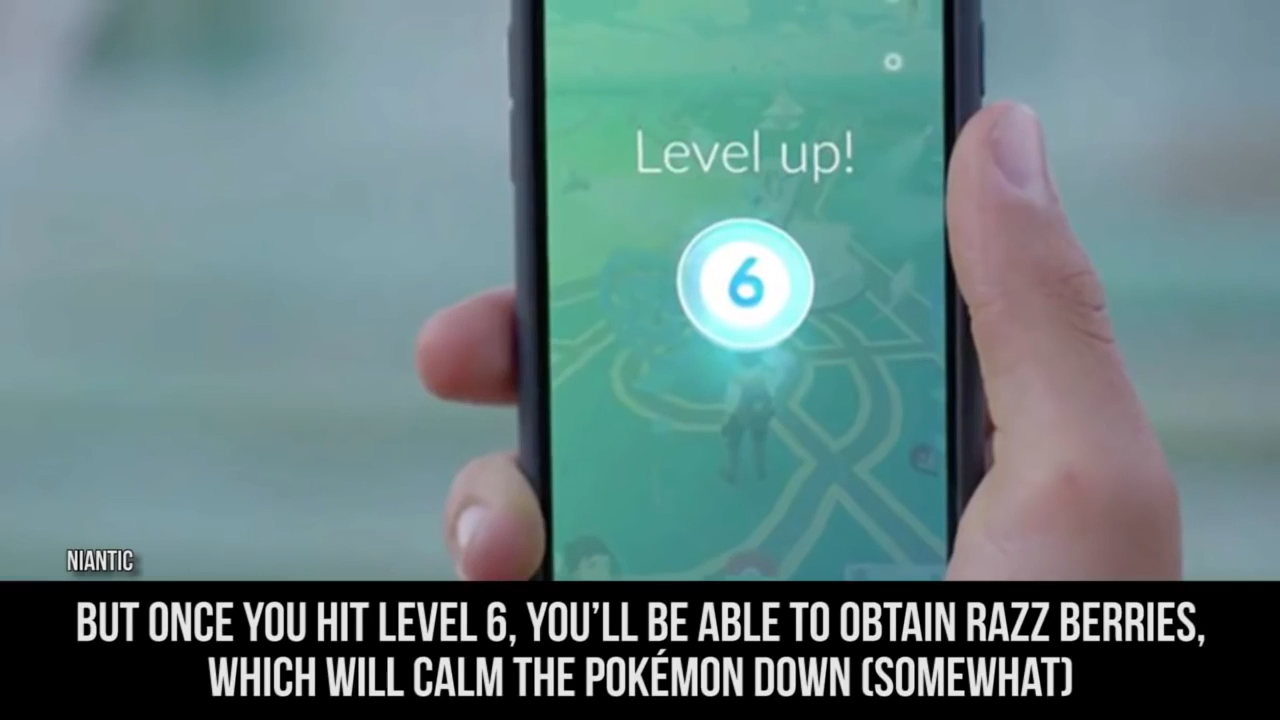 Level up!
6
NIANTIC
BUT ONCE YOU HIT LEVEL 6, YOU’LL BE ABLE TO OBTAIN RAZZ BERRIES,
WHICH WILL CALM THE POKÉMON DOWN (SOMEWHAT)